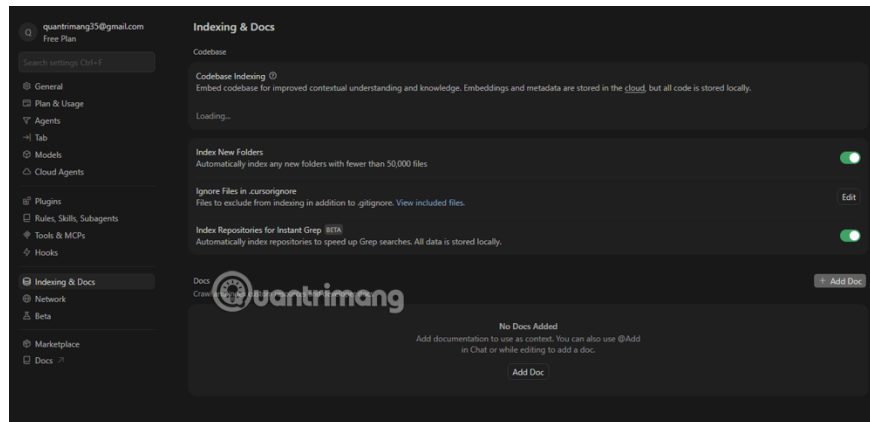 Q quantrimang35@gmail.com
Free Plan
Search settings Ctrl+F
General
Plan & Usage
Agents
Tab
Models
Cloud Agents
Plugins
Rules, Skills, Subagents
Tools & MCPs
Hooks
Indexing & Docs
Network
Beta
Marketplace
Docs
Indexing & Docs
Codebase
Codebase Indexing
Embed codebase for improved contextual understanding and knowledge. Embeddings and metadata are stored in the cloud, but all code is stored locally.
Loading...
Index New Folders
Automatically index any new folders with fewer than 50,000 files
Ignore Files in .cursorignore
Files to exclude from indexing in addition to .gitignore. View included files.
Edit
Index Repositories for Instant Grep BETA
Automatically index repositories to speed up Grep searches. All data is stored locally.
Docs
+ Add Doc
Quantrimang
No Docs Added
Add documentation to use as context. You can also use @Add
in Chat or while editing to add a doc.
Add Doc